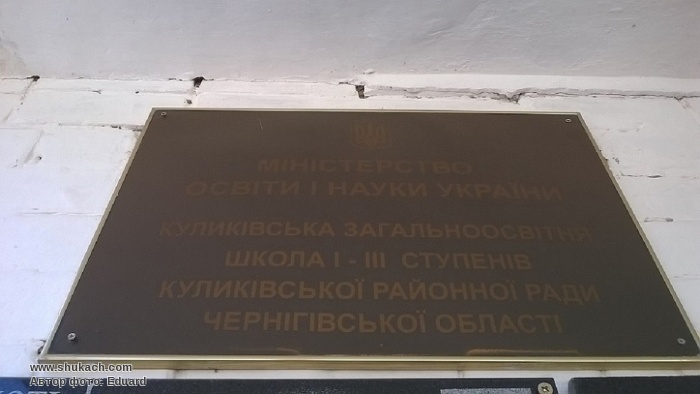 МІНІСТЕРСТВО
ОСВІТИ І НАУКИ УКРАЇНИ
КУЛИКІВСЬКА ЗАГАЛЬНООСВІТНЯ
ШКОЛА І - ІІІ СТУПЕНІВ
КУЛИКІВСЬКОЇ РАЙОННОЇ РАДИ
ЧЕРНІГІВСЬКОЇ ОБЛАСТІ
www.shukach.com
Автор фото: Eduard